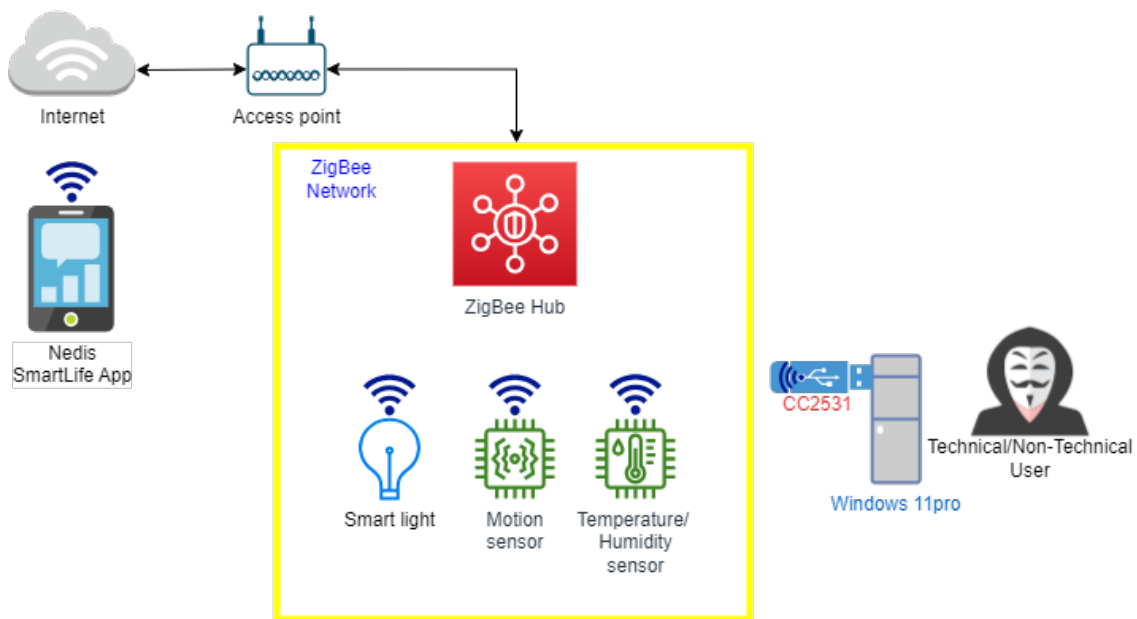 Internet
Access point
ZigBee
Network
ZigBee Hub
Nedis
SmartLife App
CC2531
Technical/Non-Technical
User
Windows 11pro
Smart light
Motion
sensor
Temperature/
Humidity
sensor